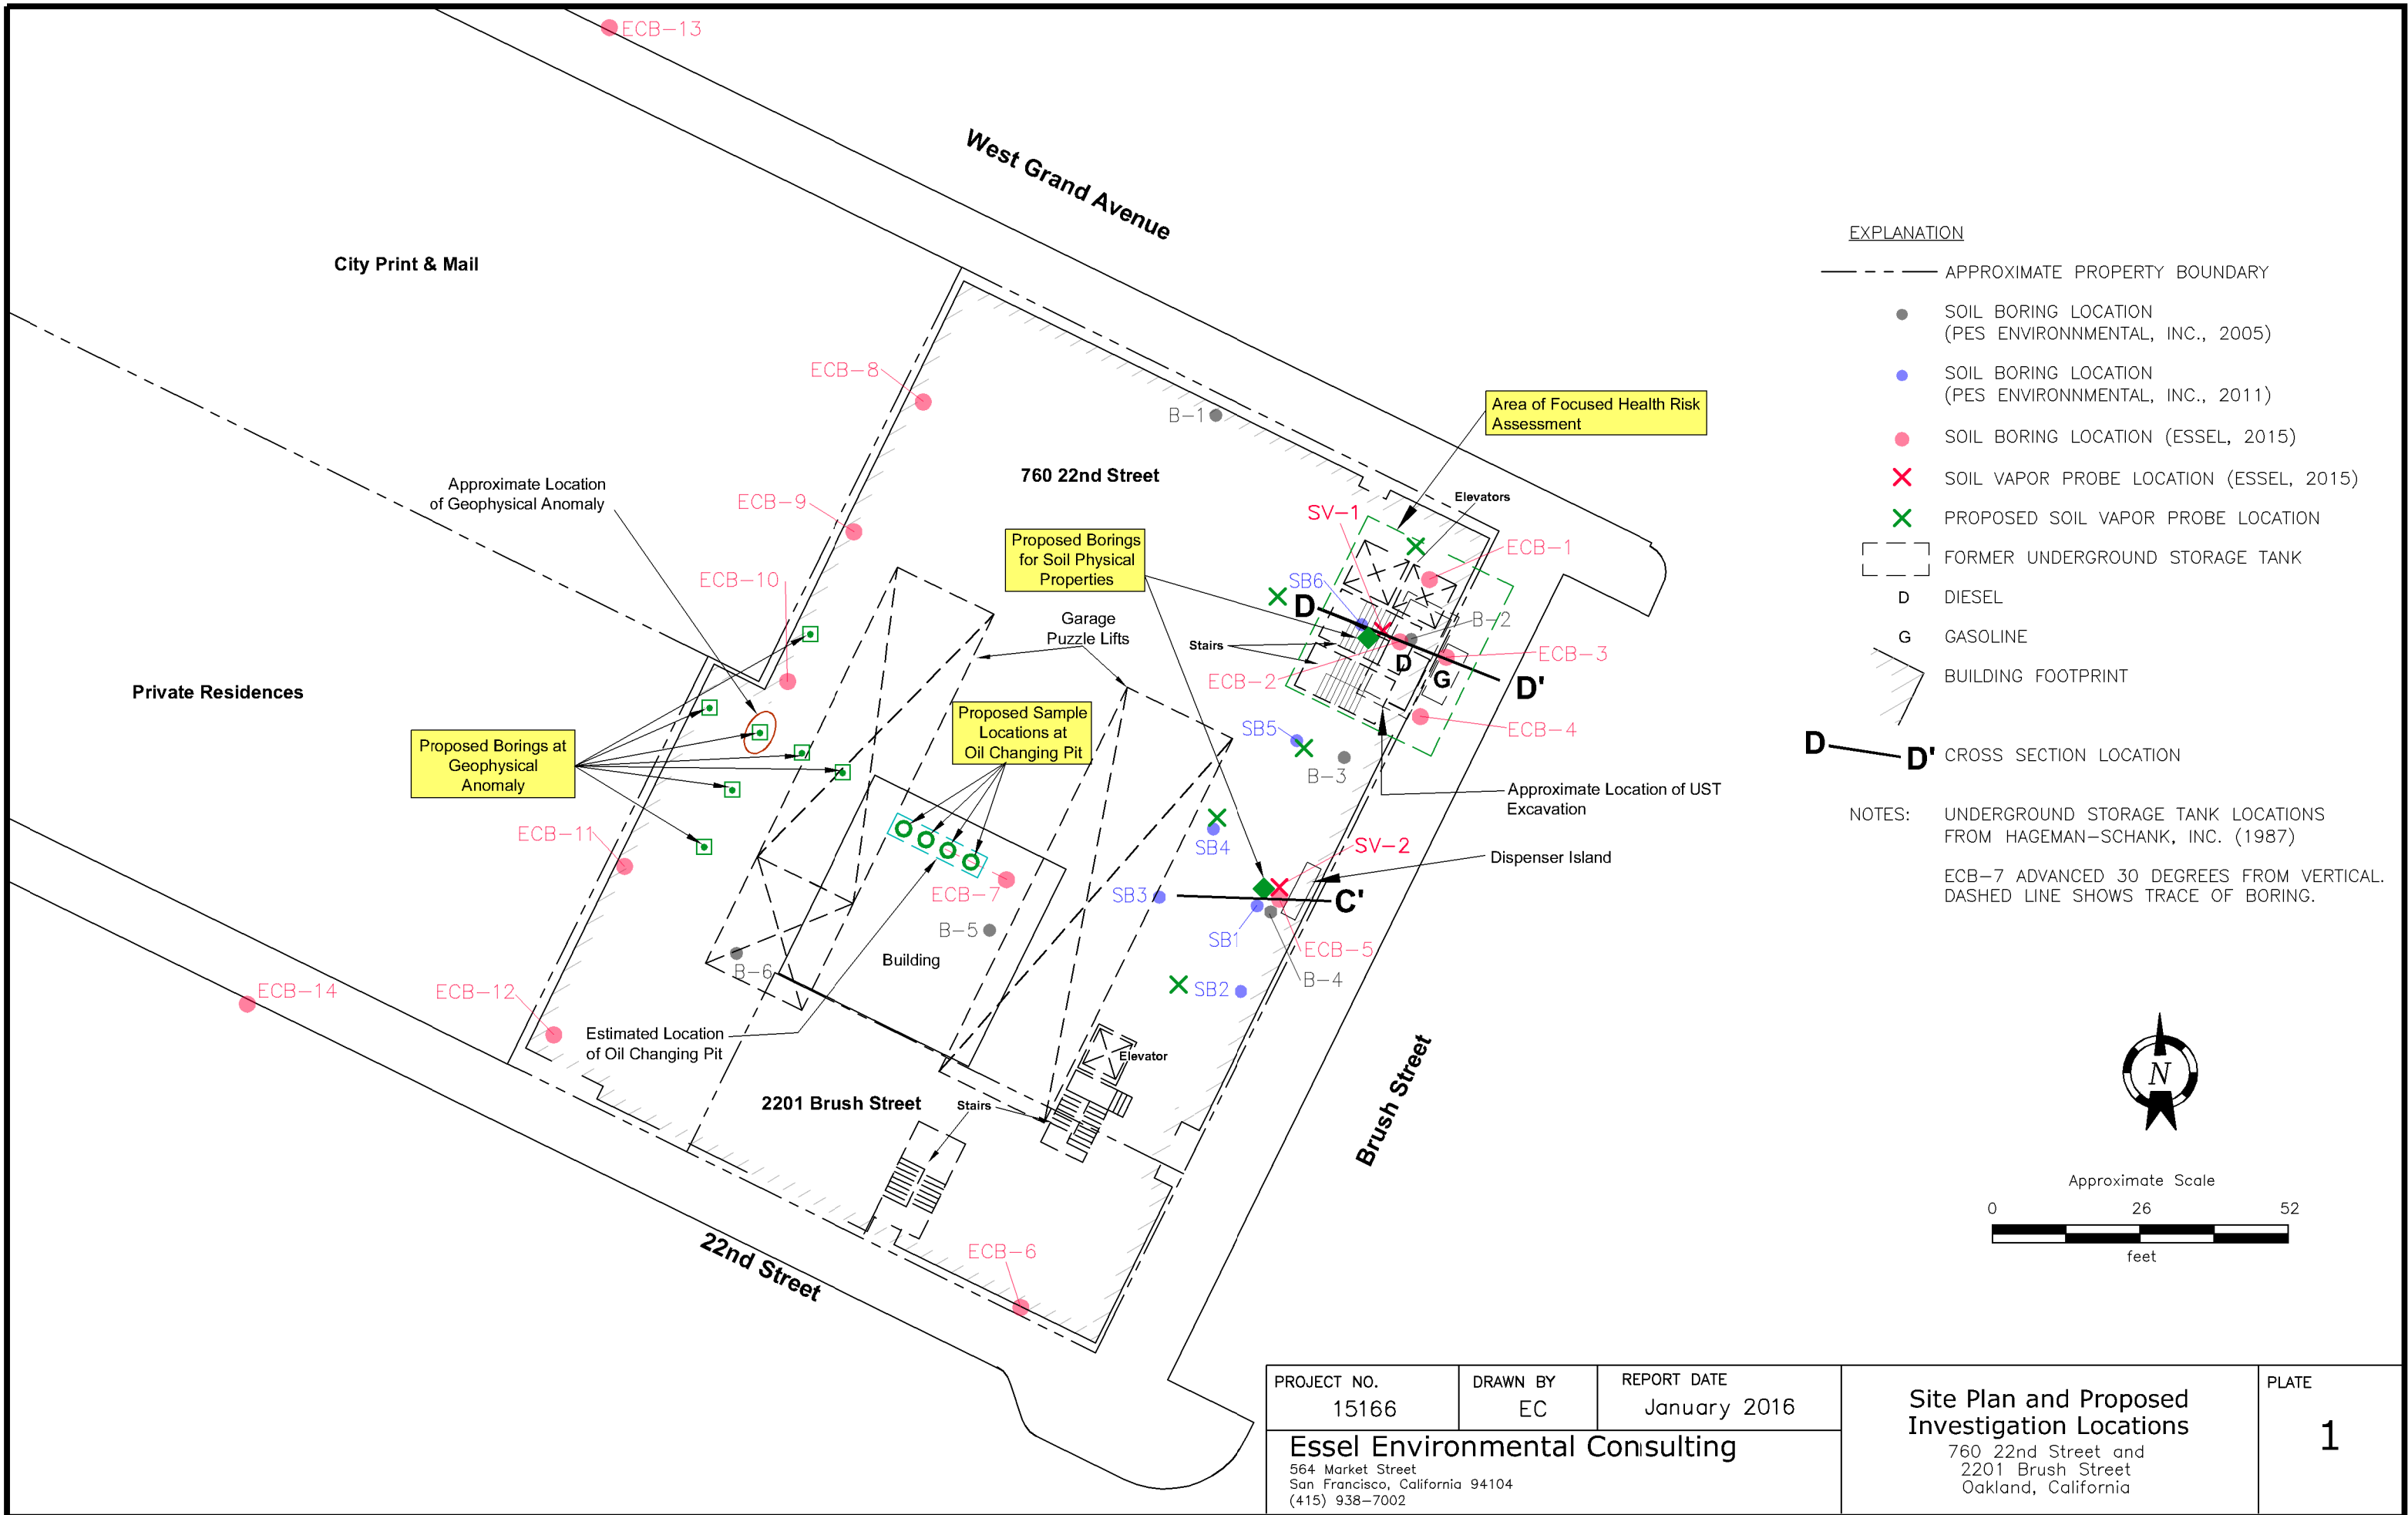 ECB-13
West Grand Avenue
City Print & Mail
ECB-8
B-1
Area of Focused Health Risk
Assessment
760 22nd Street
Approximate Location
of Geophysical Anomaly
ECB-9
Elevators
SV-1
Proposed Borings
for Soil Physical
Properties
ECB-1
ECB-10
SB6
D
Garage
Puzzle Lifts
B-2
Stairs
ECB-3
D
ECB-2
G
D'
Private Residences
Proposed Sample
Locations at
Oil Changing Pit
SB5
ECB-4
Proposed Borings at
Geophysical
Anomaly
B-3
Approximate Location of UST
Excavation
ECB-11
SB4
SV-2
Dispenser Island
ECB-7
SB3
C'
B-5
SB1
ECB-5
Building
B-6
B-4
SB2
ECB-14
ECB-12
Estimated Location
of Oil Changing Pit
Elevator
2201 Brush Street
Stairs
Brush Street
22nd Street
ECB-6
EXPLANATION
APPROXIMATE PROPERTY BOUNDARY
SOIL BORING LOCATION
(PES ENVIRONNMENTAL, INC., 2005)
SOIL BORING LOCATION
(PES ENVIRONNMENTAL, INC., 2011)
SOIL BORING LOCATION (ESSEL, 2015)
SOIL VAPOR PROBE LOCATION (ESSEL, 2015)
PROPOSED SOIL VAPOR PROBE LOCATION
FORMER UNDERGROUND STORAGE TANK
D DIESEL
G GASOLINE
BUILDING FOOTPRINT
D D' CROSS SECTION LOCATION
NOTES: UNDERGROUND STORAGE TANK LOCATIONS
FROM HAGEMAN-SCHANK, INC. (1987)
ECB-7 ADVANCED 30 DEGREES FROM VERTICAL.
DASHED LINE SHOWS TRACE OF BORING.
N
Approximate Scale
0 26 52
feet
PROJECT NO.
15166
DRAWN BY
EC
REPORT DATE
January 2016
Essel Environmental Consulting
564 Market Street
San Francisco, California 94104
(415) 938-7002
Site Plan and Proposed
Investigation Locations
760 22nd Street and
2201 Brush Street
Oakland, California
PLATE
1